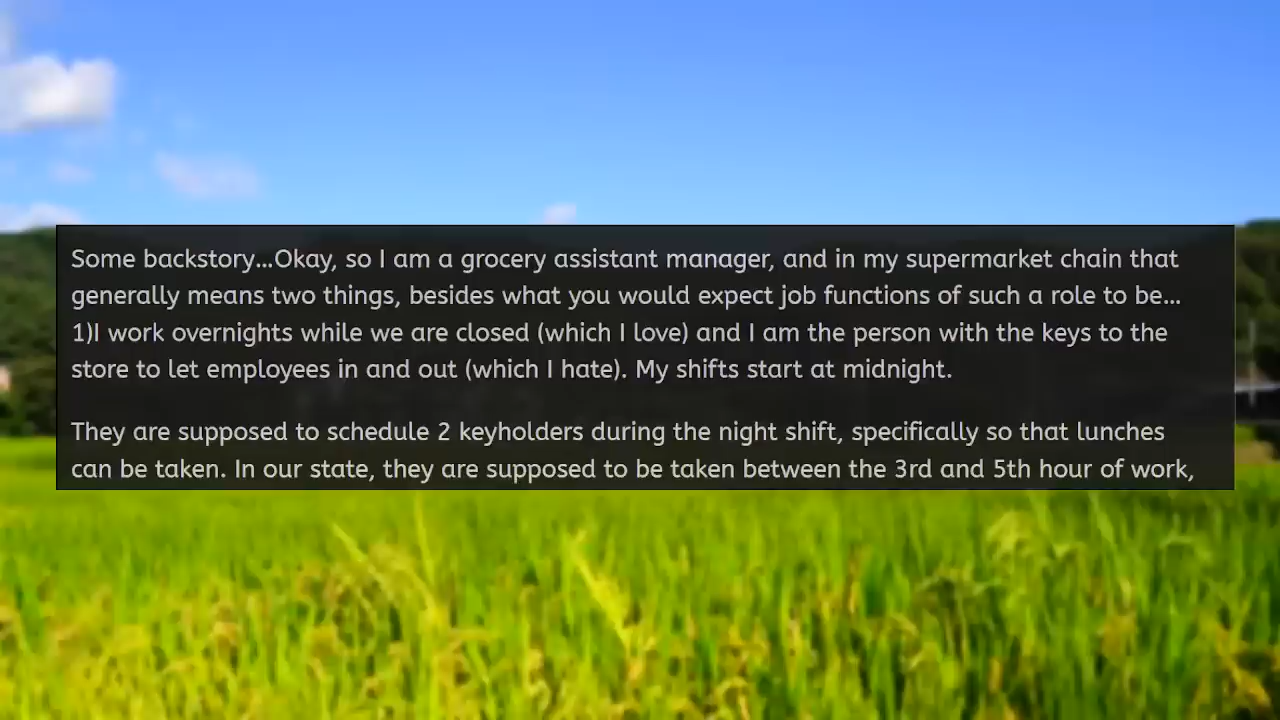 Some backstory...Okay, so I am a grocery assistant manager, and in my supermarket chain that
generally means two things, besides what you would expect job functions of such a role to be...
1)I work overnights while we are closed (which I love) and I am the person with the keys to the
store to let employees in and out (which I hate). My shifts start at midnight.
They are supposed to schedule 2 keyholders during the night shift, specifically so that lunches
can be taken. In our state, they are supposed to be taken between the 3rd and 5th hour of work,